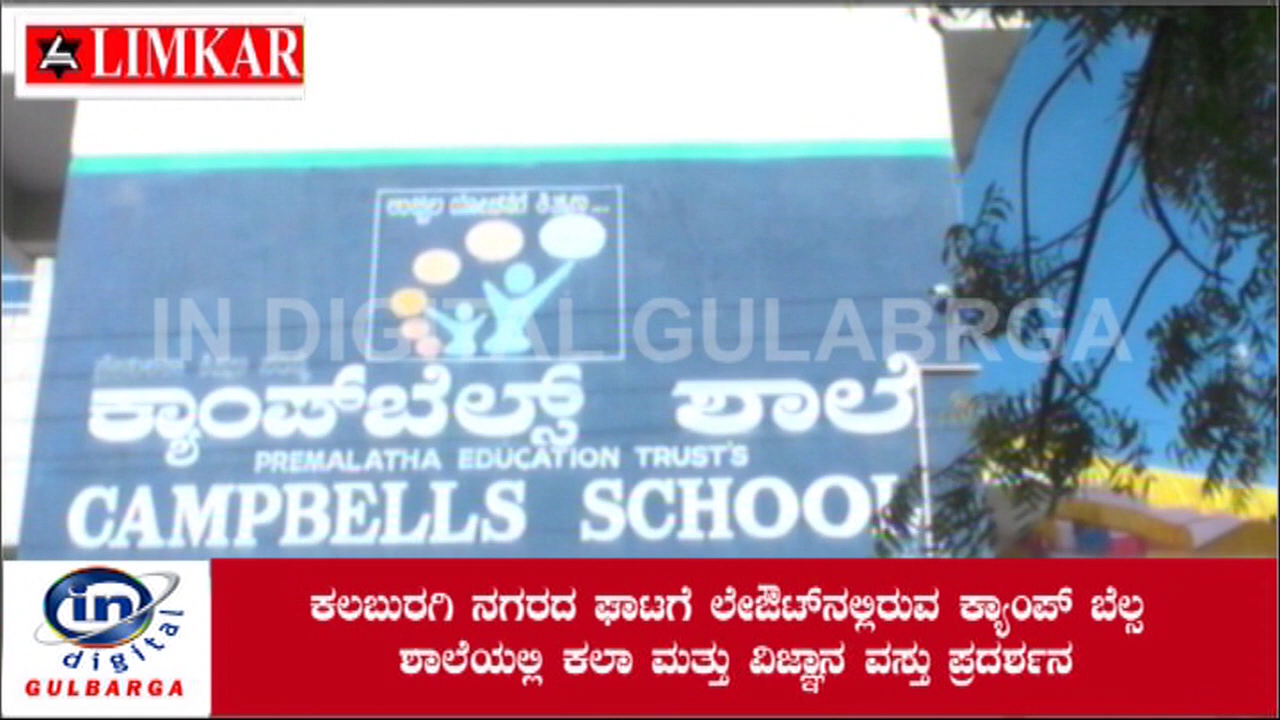 LIMKAR
ಕ್ಯಾಂಪ್‌ಬೆಲ್ಸ್ ಶಾಲೆ
PREMALATHA EDUCATION TRUST'S
CAMPBELLS SCHOOL
IN DIGITAL GULABRGA
in
digital
GULBARGA
ಕಲಬುರಗಿ ನಗರದ ಘಾಟಗೆ ಲೇಔಟ್‌ನಲ್ಲಿರುವ ಕ್ಯಾಂಪ್ ಬೆಲ್ಸ
ಶಾಲೆಯಲ್ಲಿ ಕಲಾ ಮತ್ತು ವಿಜ್ಞಾನ ವಸ್ತು ಪ್ರದರ್ಶನ